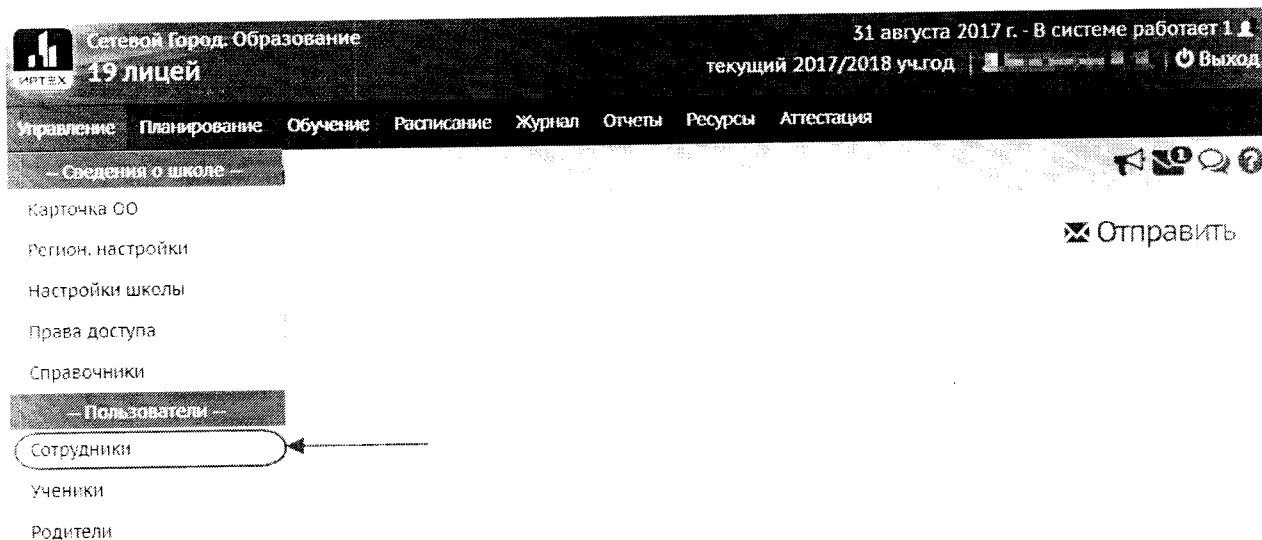 Сетевой Город. Образование
31 августа 2017 г. - В системе работает 1
ИРТЕХ
19 лицей
текущий 2017/2018 уч.год | | Выход
Управление Планирование Обучение Расписание Журнал Отчеты Ресурсы Аттестация
— Сведения о школе —
1
?
Карточка ОО
Отправить
Регион. настройки
Настройки школы
Права доступа
Справочники
— Пользователи —
Сотрудники
Ученики
Родители